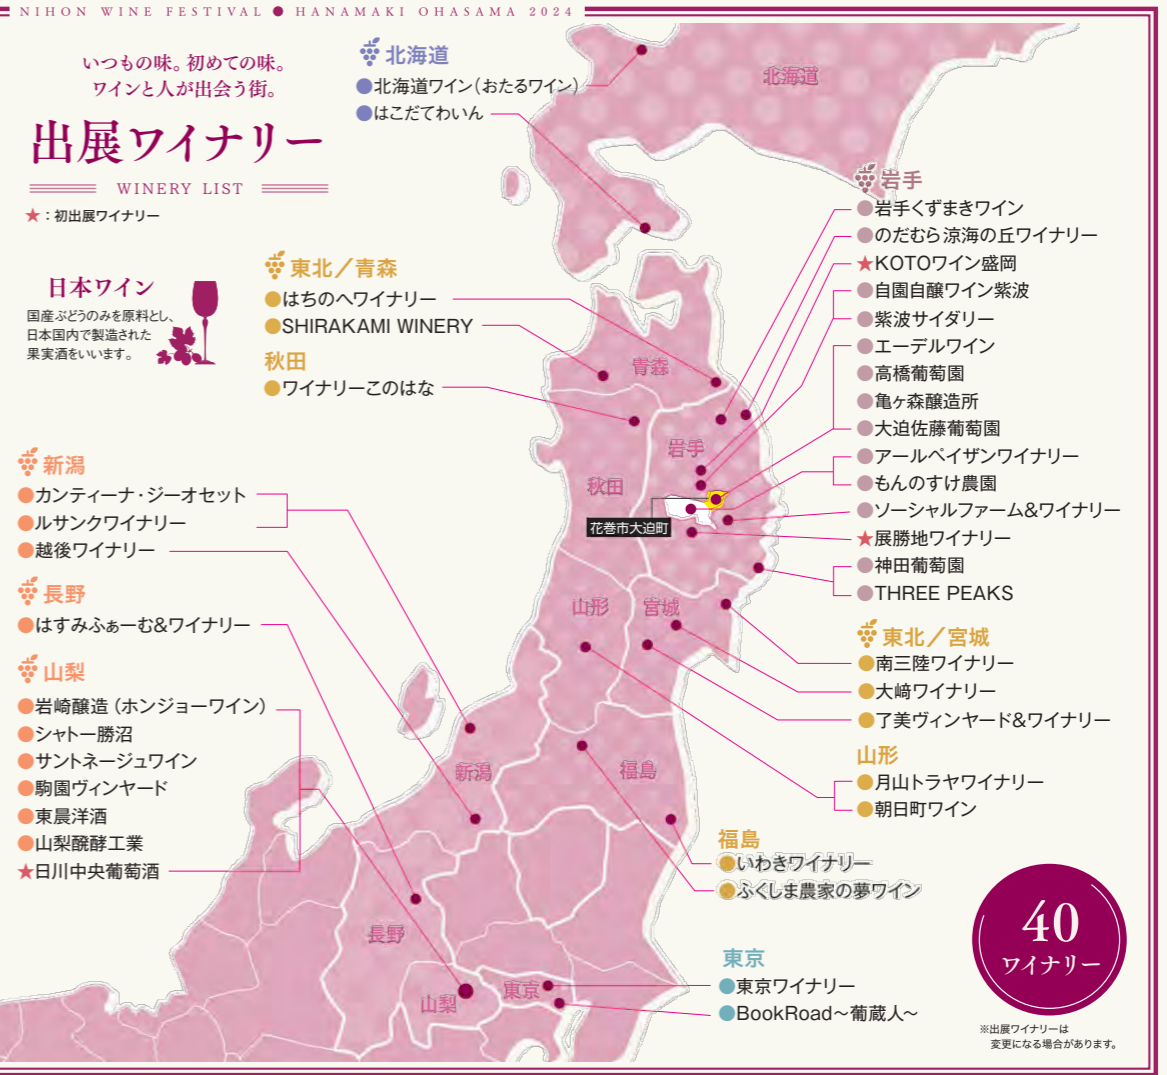 NIHON WINE FESTIVAL ● HANAMAKI OHASAMA 2024
いつもの味。初めての味。
ワインと人が出会う街。
出展ワイナリー
WINERY LIST
★：初出展ワイナリー
日本ワイン
国産ぶどうのみを原料とし、
日本国内で製造された
果実酒をいいます。
北海道
●北海道ワイン（おたるワイン）
●はこだてわいん
東北／青森
●はちのへワイナリー
●SHIRAKAMI WINERY
秋田
●ワイナリーこのはな
新潟
●カンティーナ・ジーオセット
●ルサンクワイナリー
●越後ワイナリー
長野
●はすみふぁーむ&ワイナリー
山梨
●岩崎醸造（ホンジョーワイン）
●シャトー勝沼
●サントネージュワイン
●駒園ヴィンヤード
●東晨洋酒
●山梨醗酵工業
★日川中央葡萄酒
岩手
●岩手くずまきワイン
●のだむら涼海の丘ワイナリー
★KOTOワイン盛岡
●自園自醸ワイン紫波
●紫波サイダリー
●エーデルワイン
●高橋葡萄園
●亀ヶ森醸造所
●大迫佐藤葡萄園
●アールペイザンワイナリー
●もんのすけ農園
●ソーシャルファーム&ワイナリー
★展勝地ワイナリー
●神田葡萄園
●THREE PEAKS
東北／宮城
●南三陸ワイナリー
●大﨑ワイナリー
●了美ヴィンヤード&ワイナリー
山形
●月山トラヤワイナリー
●朝日町ワイン
福島
●いわきワイナリー
●ふくしま農家の夢ワイン
東京
●東京ワイナリー
●BookRoad〜葡蔵人〜
北海道
青森
岩手
秋田
花巻市大迫町
山形
宮城
新潟
福島
長野
山梨
東京
40
ワイナリー
※出展ワイナリーは
変更になる場合があります。